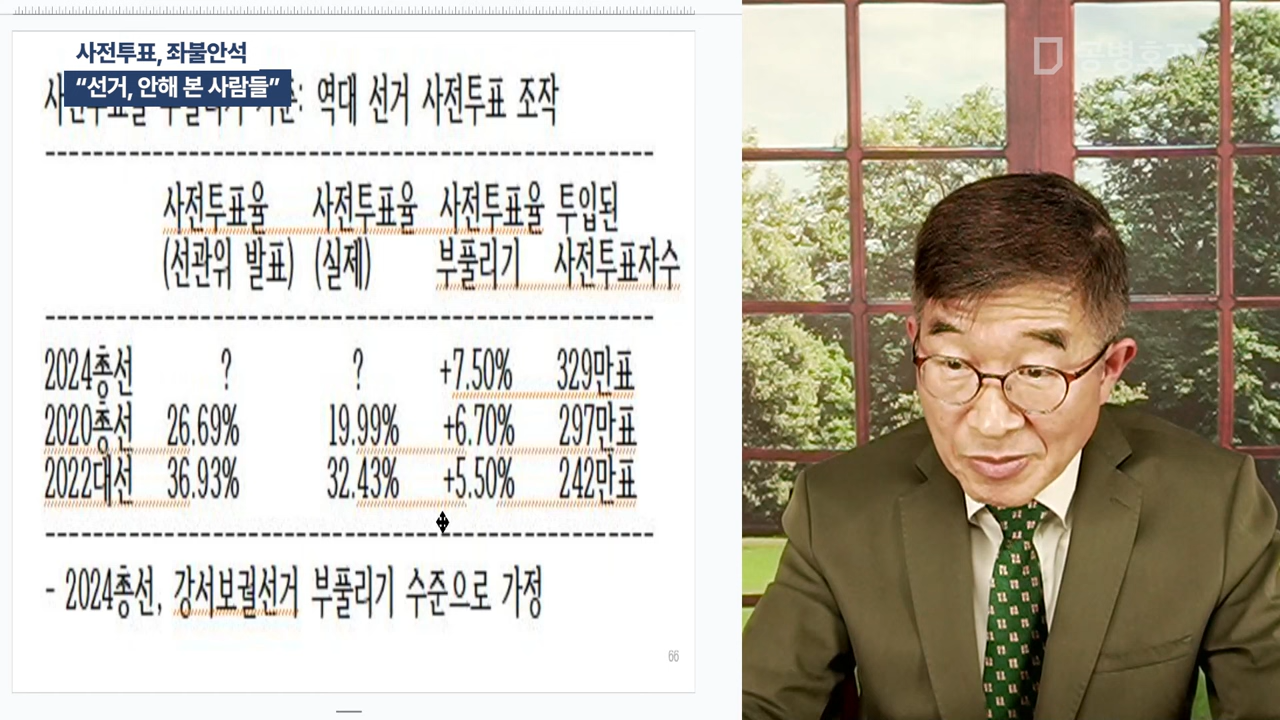 사전투표, 좌불안석
“선거, 안해 본 사람들”
역대 선거 사전투표 조작
사전투표율 사전투표율 사전투표율 투입된
(선관위 발표) (실제) 부풀리기 사전투표자수
2024총선 ? ? +7.50% 329만표
2020총선 26.69% 19.99% +6.70% 297만표
2022대선 36.93% 32.43% +5.50% 242만표
- 2024총선, 강서보궐선거 부풀리기 수준으로 가정
66
공병호